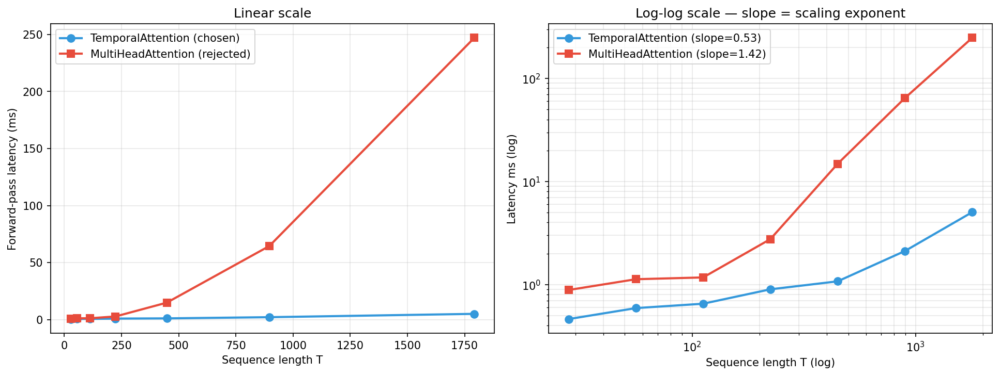 Linear scale
TemporalAttention (chosen)
MultiHeadAttention (rejected)
Forward-pass latency (ms)
250
200
150
100
50
0
0 250 500 750 1000 1250 1500 1750
Sequence length T
Log-log scale — slope = scaling exponent
TemporalAttention (slope=0.53)
MultiHeadAttention (slope=1.42)
Latency ms (log)
10²
10¹
10⁰
10² 10³
Sequence length T (log)